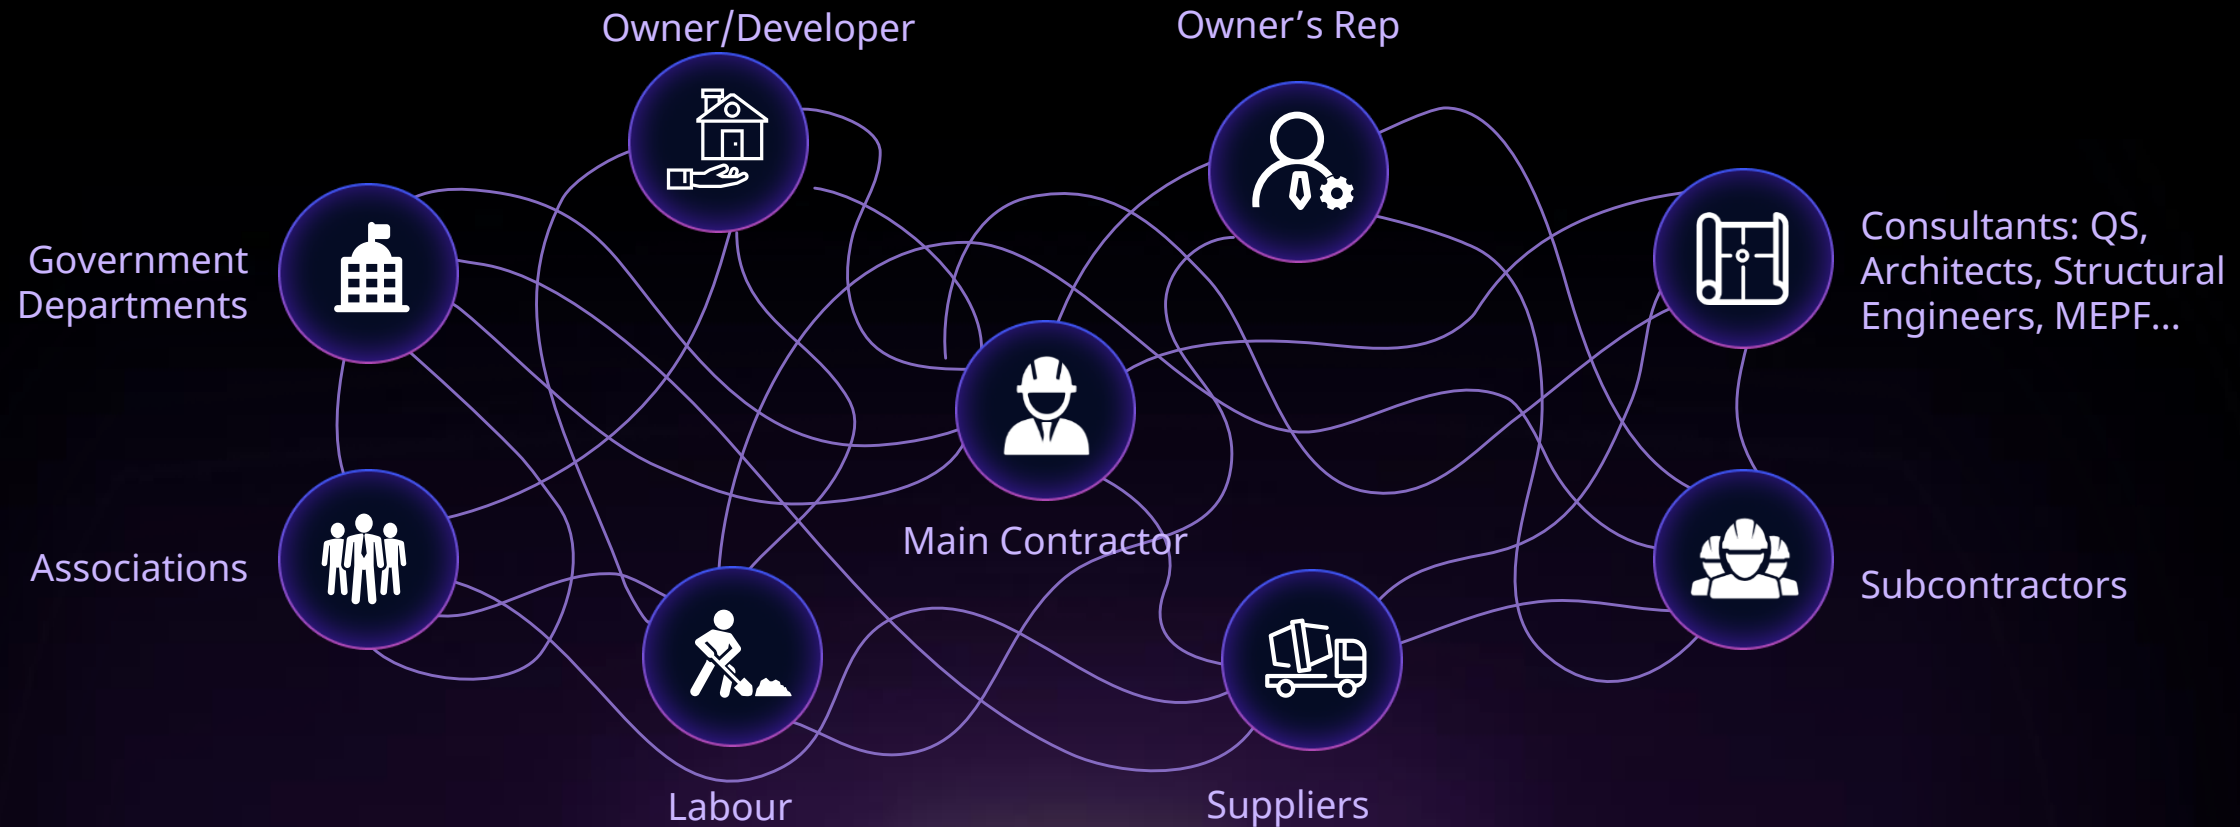 Owner/Developer
Owner’s Rep
Government
Departments
Consultants: QS,
Architects, Structural
Engineers, MEPF...
Main Contractor
Associations
Subcontractors
Labour
Suppliers